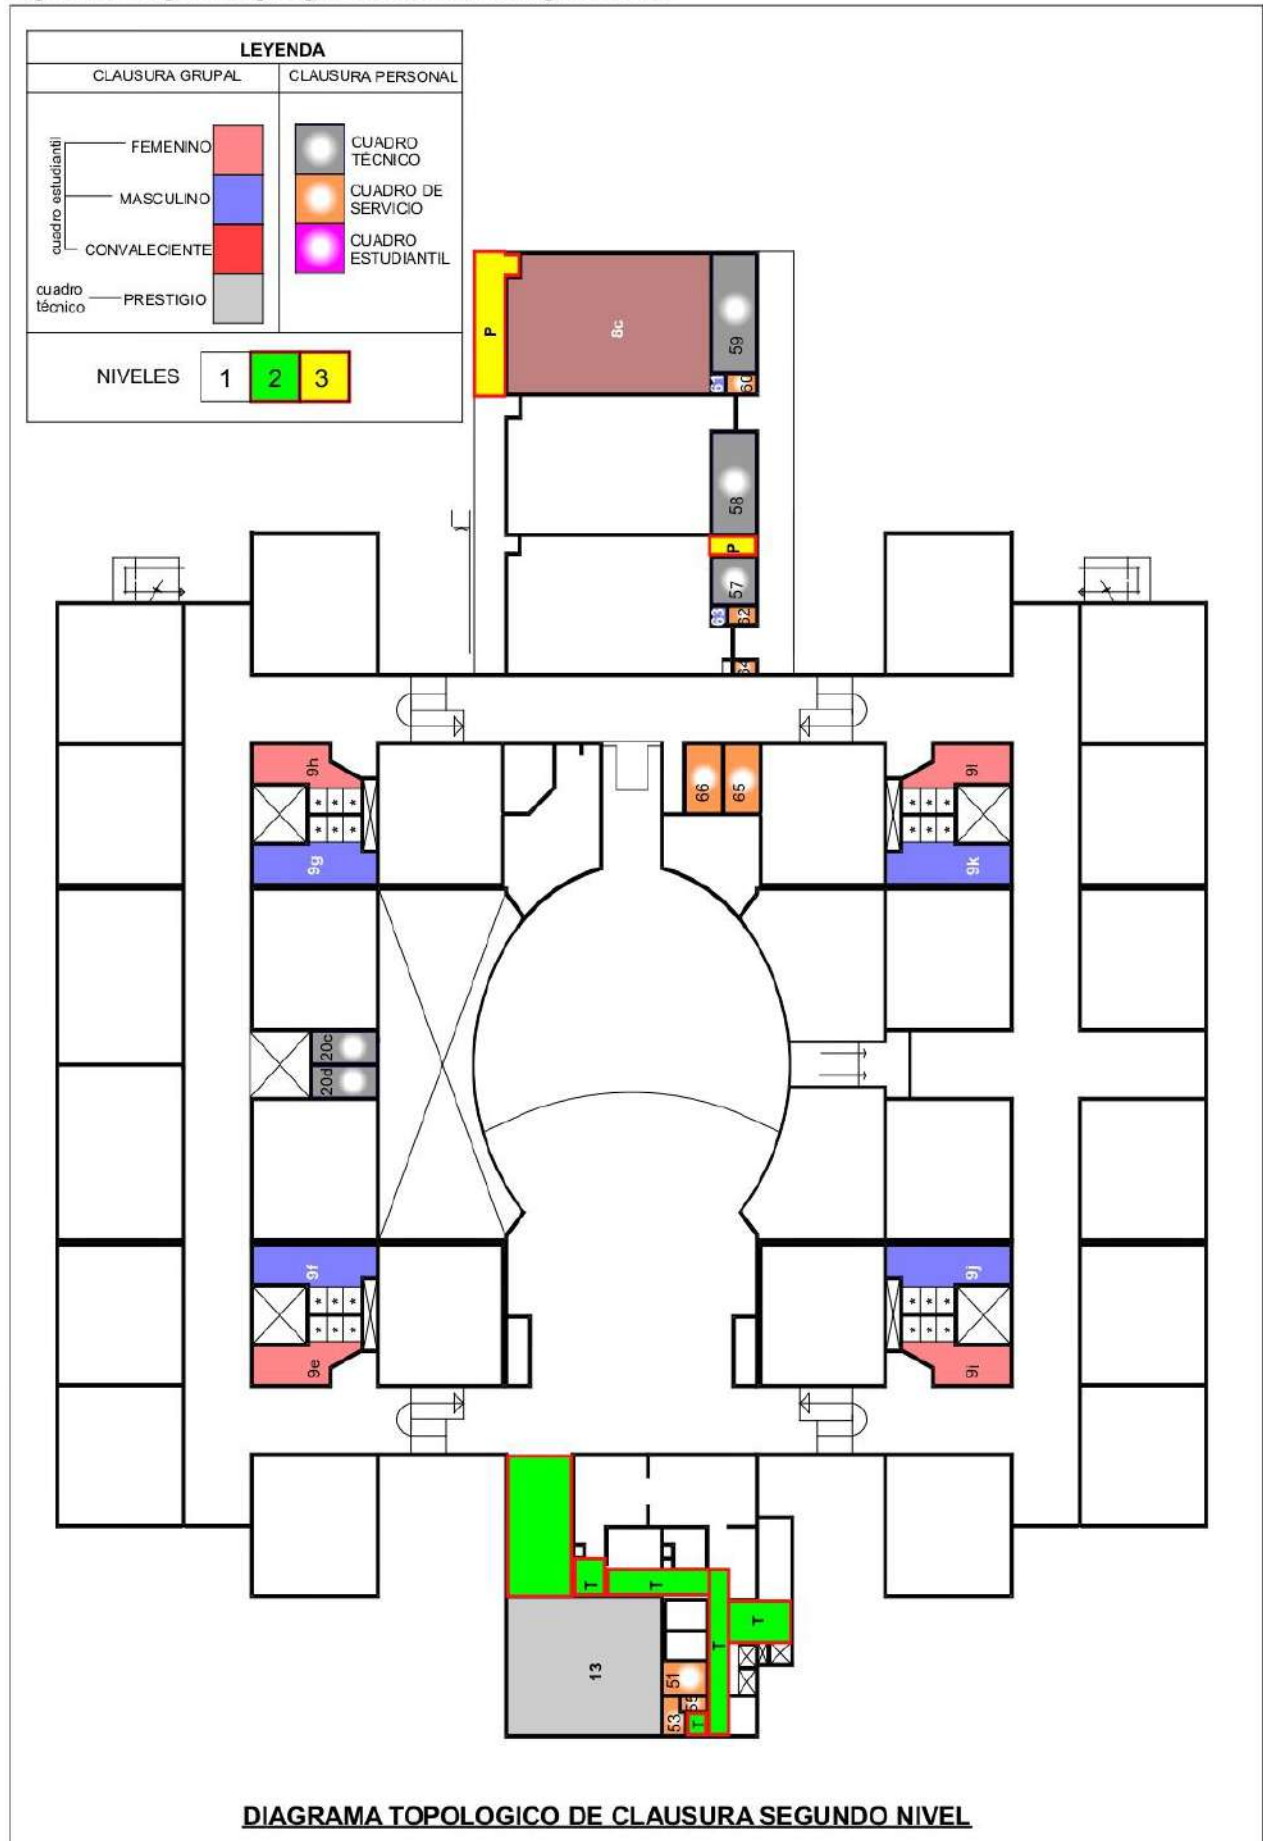 LEYENDA
CLAUSURA GRUPAL
CLAUSURA PERSONAL
cuadro estudiantil
FEMENINO
MASCULINO
CONVALECIENTE
cuadro
técnico
PRESTIGIO
CUADRO
TÉCNICO
CUADRO DE
SERVICIO
CUADRO
ESTUDIANTIL
NIVELES
1
2
3
P
8c
59
61
60
58
P
57
63
62
9h
9g
66
65
9l
9k
20c
20d
9f
9e
9j
9i
T
T
T
T
13
51
55
53
T
DIAGRAMA TOPOLOGICO DE CLAUSURA SEGUNDO NIVEL